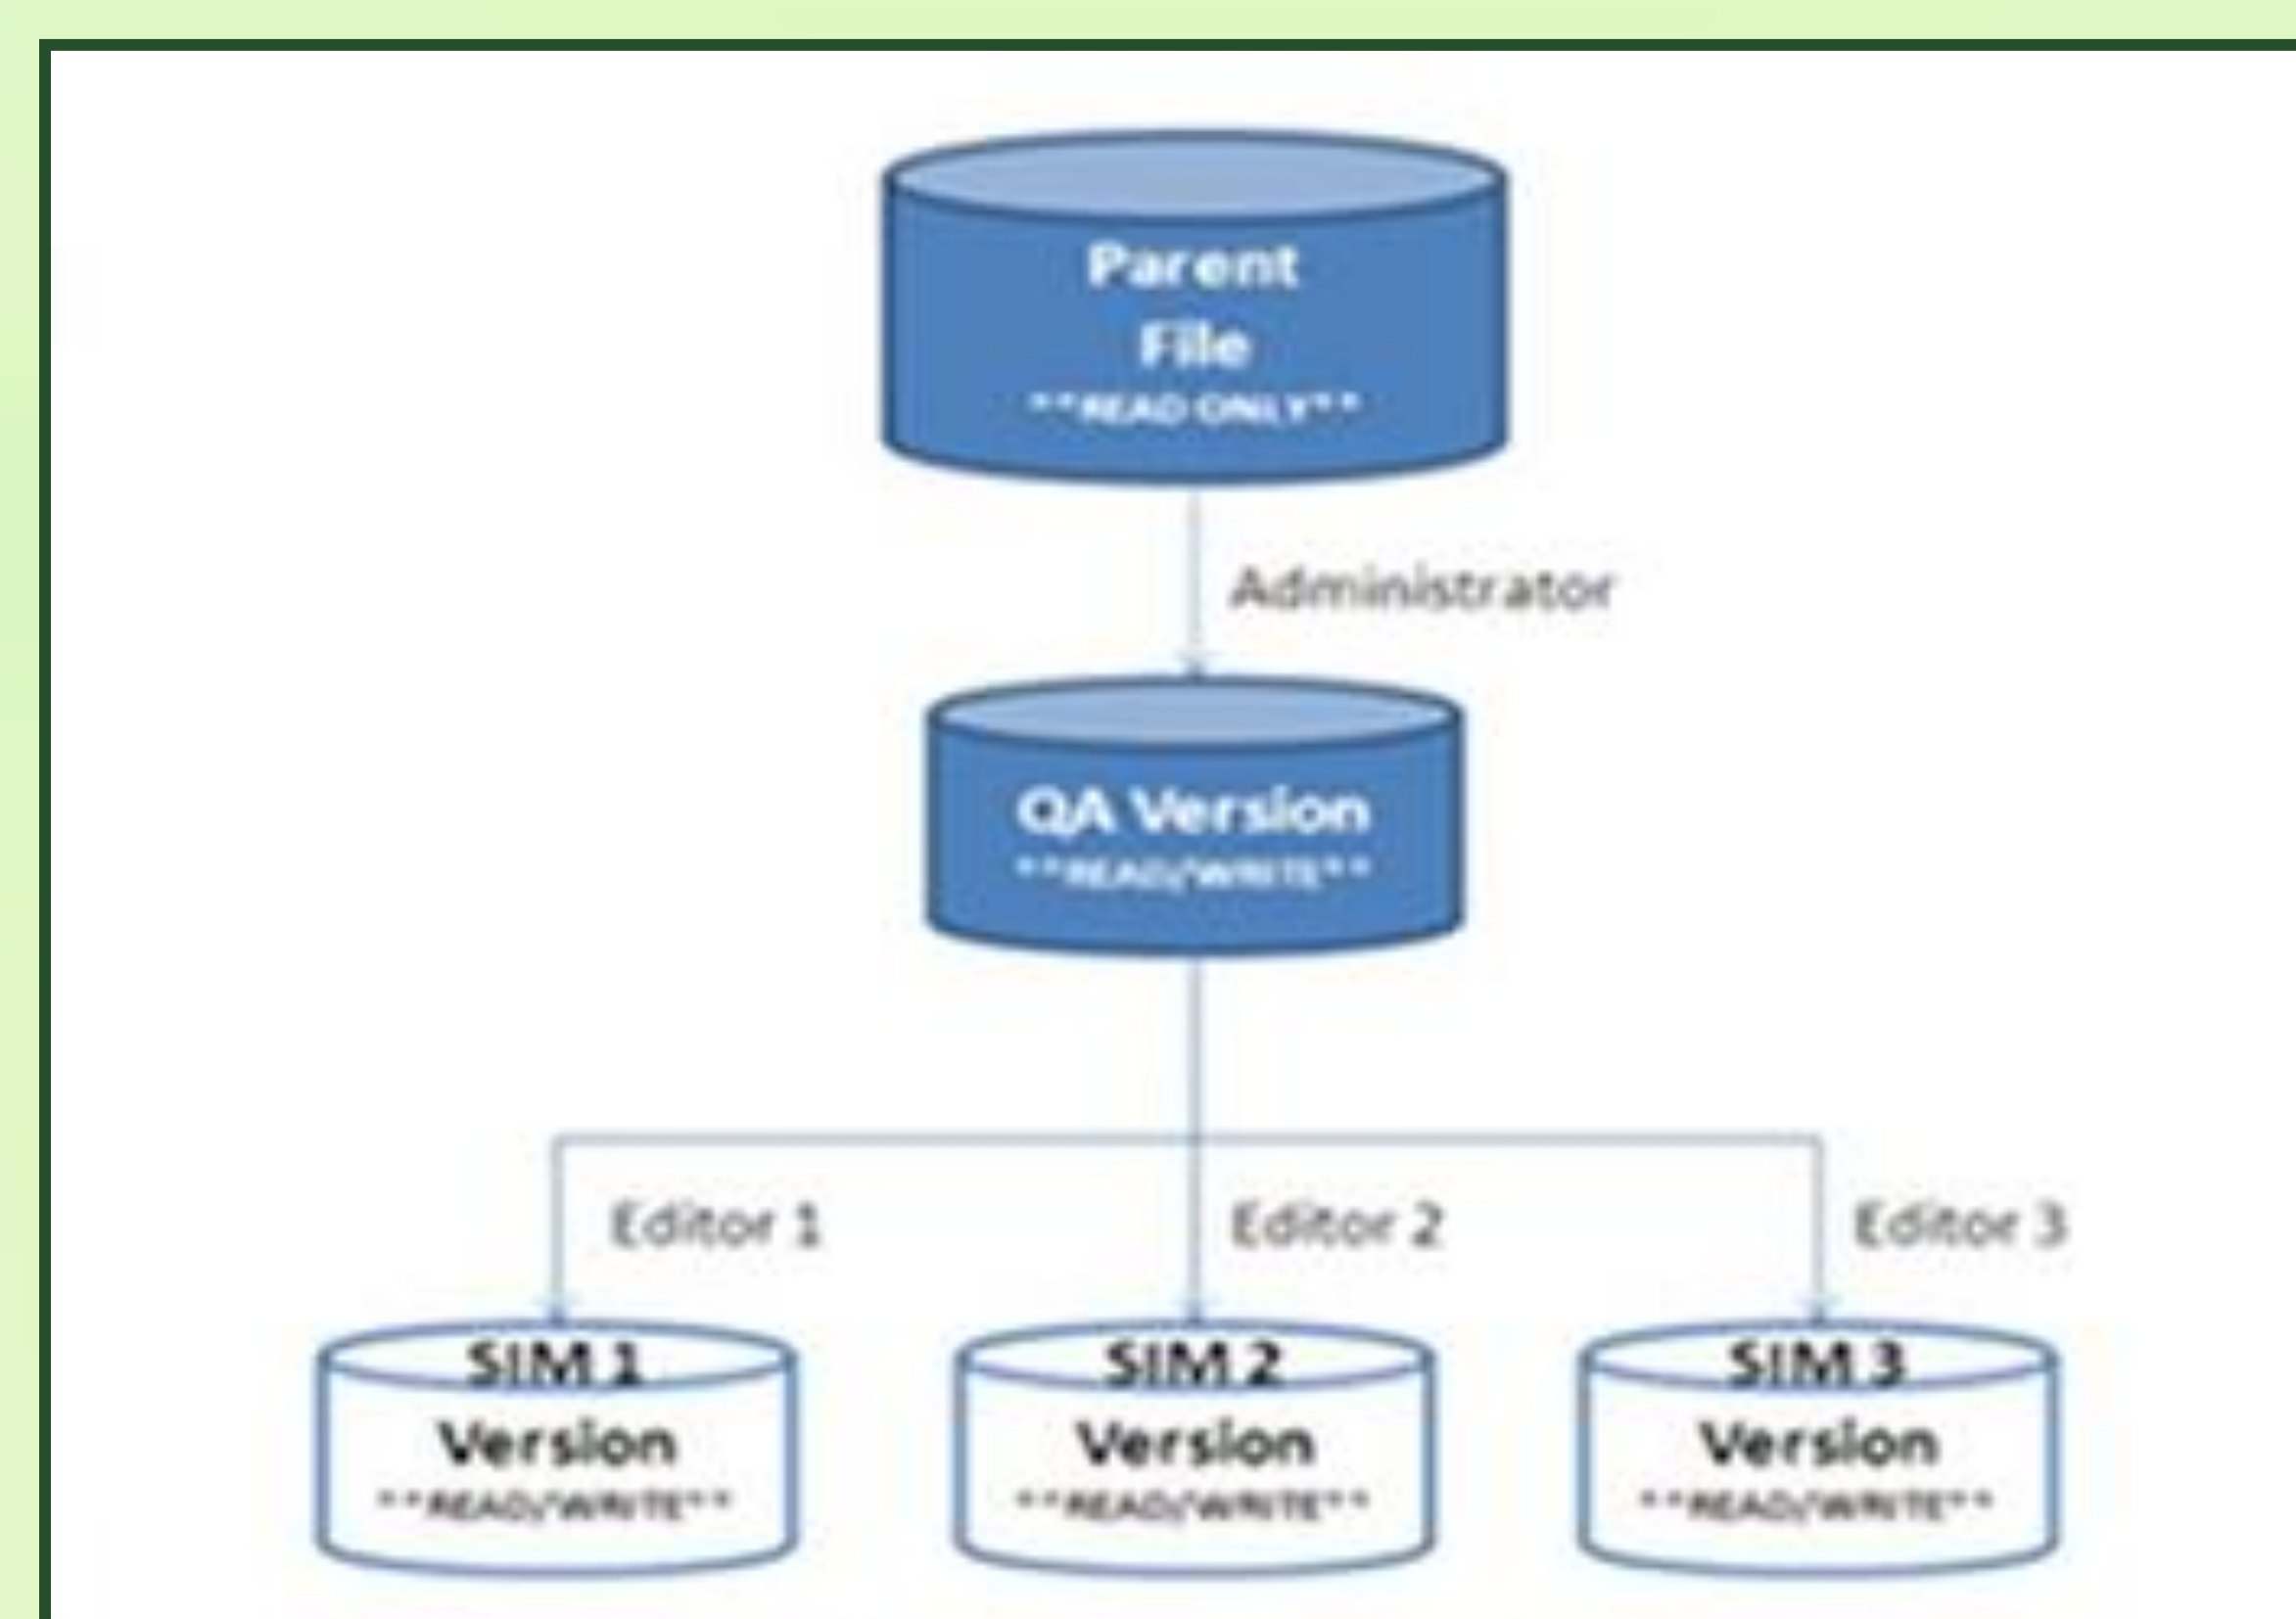 Parent
File
**READ ONLY**
Administrator
QA Version
**READ/WRITE**
Editor 1
Editor 2
Editor 3
SIM 1
Version
**READ/WRITE**
SIM 2
Version
**READ/WRITE**
SIM 3
Version
**READ/WRITE**